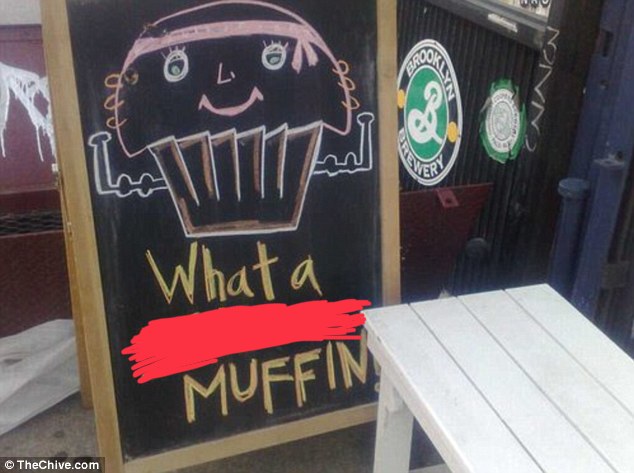 BROOKLYN
BREWERY
What a
MUFFIN
© TheChive.com